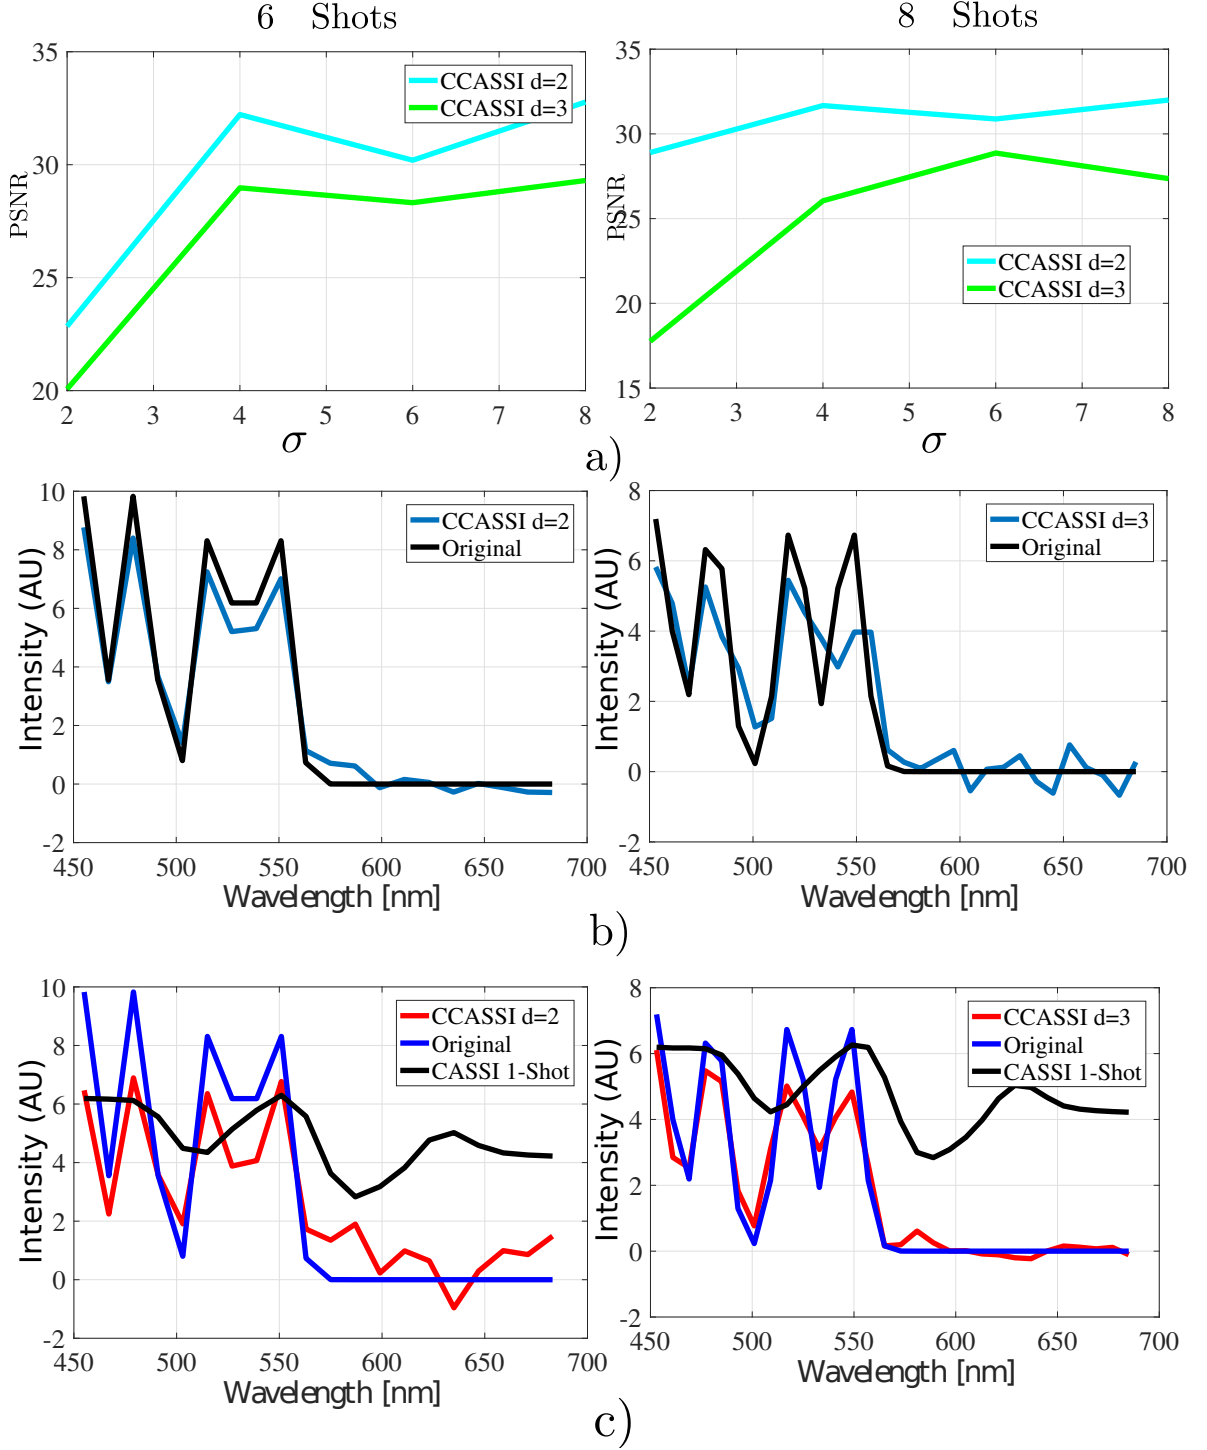 6 Shots
8 Shots
35
30
25
20
PSNR
CCASSI d=2
CCASSI d=3
2 3 4 5 6 7 8
σ
35
30
25
20
15
PSNR
CCASSI d=2
CCASSI d=3
2 3 4 5 6 7 8
σ
a)
10
8
6
4
2
0
-2
Intensity (AU)
CCASSI d=2
Original
450 500 550 600 650 700
Wavelength [nm]
8
6
4
2
0
-2
Intensity (AU)
CCASSI d=3
Original
450 500 550 600 650 700
Wavelength [nm]
b)
10
8
6
4
2
0
-2
Intensity (AU)
CCASSI d=2
Original
CASSI 1-Shot
450 500 550 600 650 700
Wavelength [nm]
8
6
4
2
0
-2
Intensity (AU)
CCASSI d=3
Original
CASSI 1-Shot
450 500 550 600 650 700
Wavelength [nm]
c)